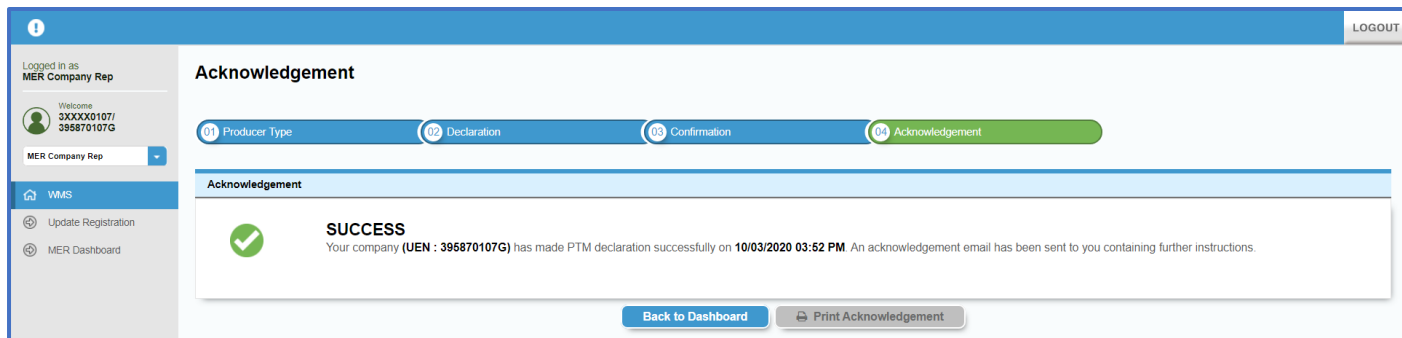 LOGOUT
Logged in as
MER Company Rep
Welcome
3XXXX0107/
395870107G
MER Company Rep
WMS
Update Registration
MER Dashboard
Acknowledgement
01 Producer Type
02 Declaration
03 Confirmation
04 Acknowledgement
Acknowledgement
SUCCESS
Your company (UEN : 395870107G) has made PTM declaration successfully on 10/03/2020 03:52 PM. An acknowledgement email has been sent to you containing further instructions.
Back to Dashboard
Print Acknowledgement